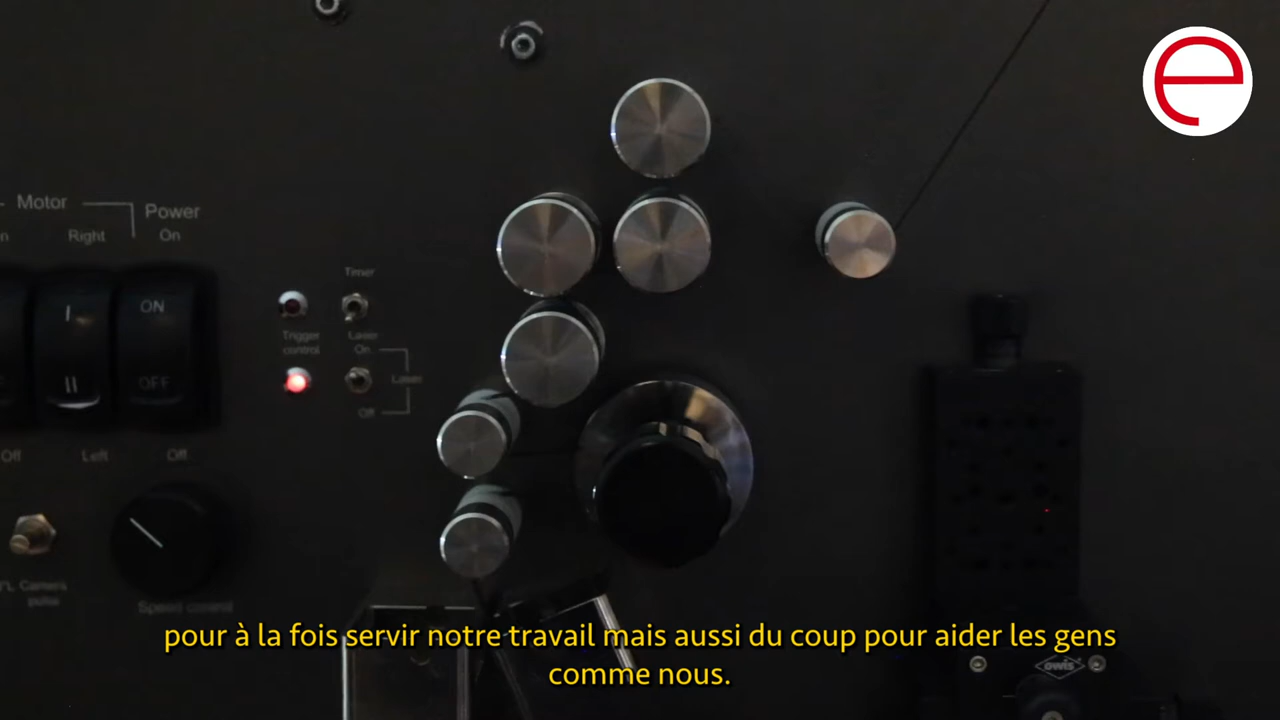 e
Motor
Power
Right
On
Timer
ON
Trigger
control
Laser
On
Laser
OFF
Off
Off
Left
Off
Camera
pulse
Speed control
pour à la fois servir notre travail mais aussi du coup pour aider les gens
comme nous.
owis